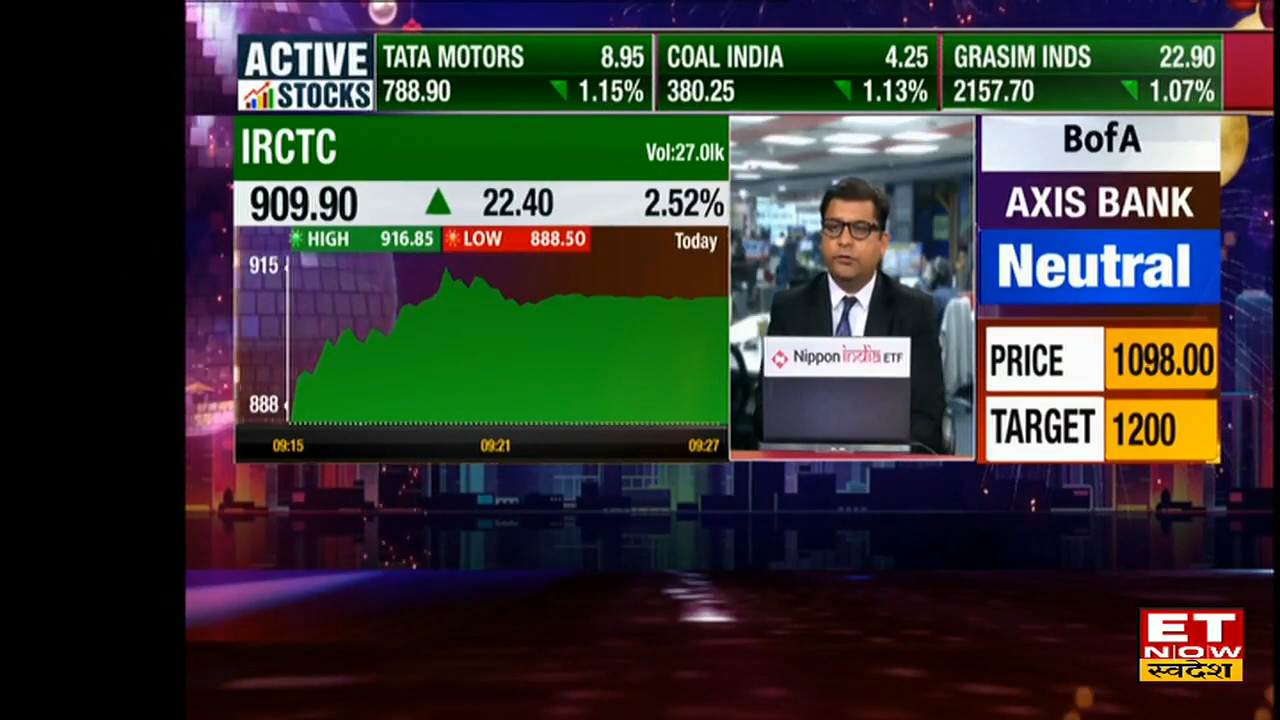 ACTIVE
STOCKS
TATA MOTORS 8.95
788.90 1.15%
COAL INDIA 4.25
380.25 1.13%
GRASIM INDS 22.90
2157.70 1.07%
IRCTC
Vol:27.0lk
909.90 22.40 2.52%
HIGH 916.85 LOW 888.50 Today
915
888
09:15 09:21 09:27
Nippon india ETF
BofA
AXIS BANK
Neutral
PRICE 1098.00
TARGET 1200
ET
NOW
स्वदेश